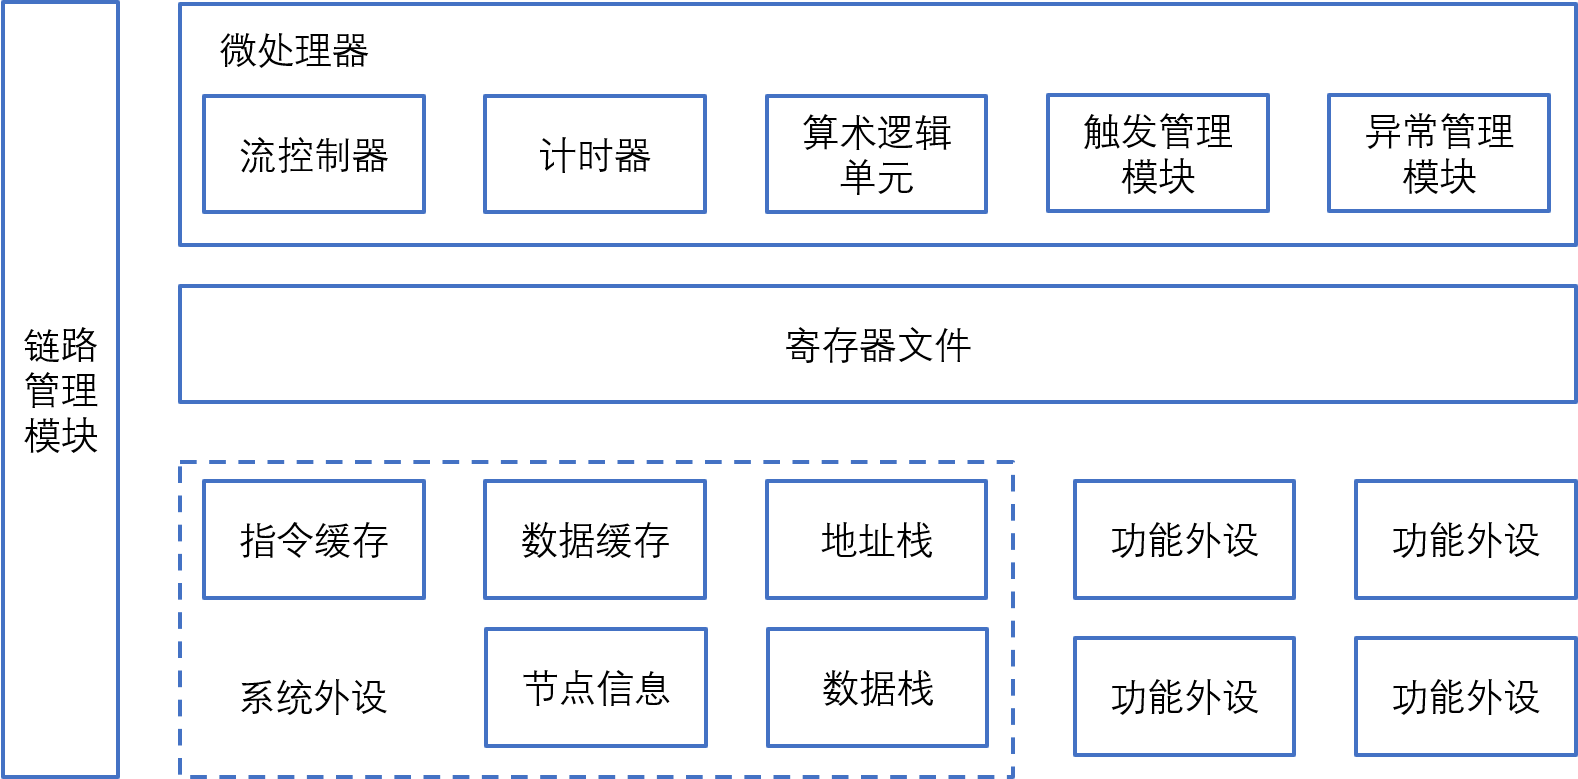 链路
管理
模块
微处理器
流控制器
计时器
算术逻辑
单元
触发管理
模块
异常管理
模块
寄存器文件
指令缓存
数据缓存
地址栈
功能外设
功能外设
系统外设
节点信息
数据栈
功能外设
功能外设